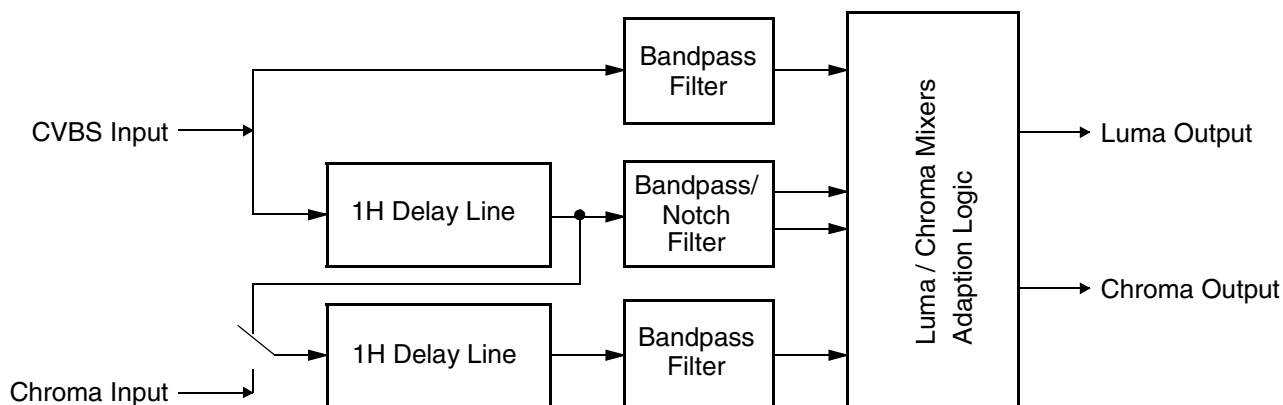 Bandpass
Filter
CVBS Input
1H Delay Line
Bandpass/
Notch
Filter
Luma / Chroma Mixers
Adaption Logic
Luma Output
Chroma Output
1H Delay Line
Bandpass
Filter
Chroma Input